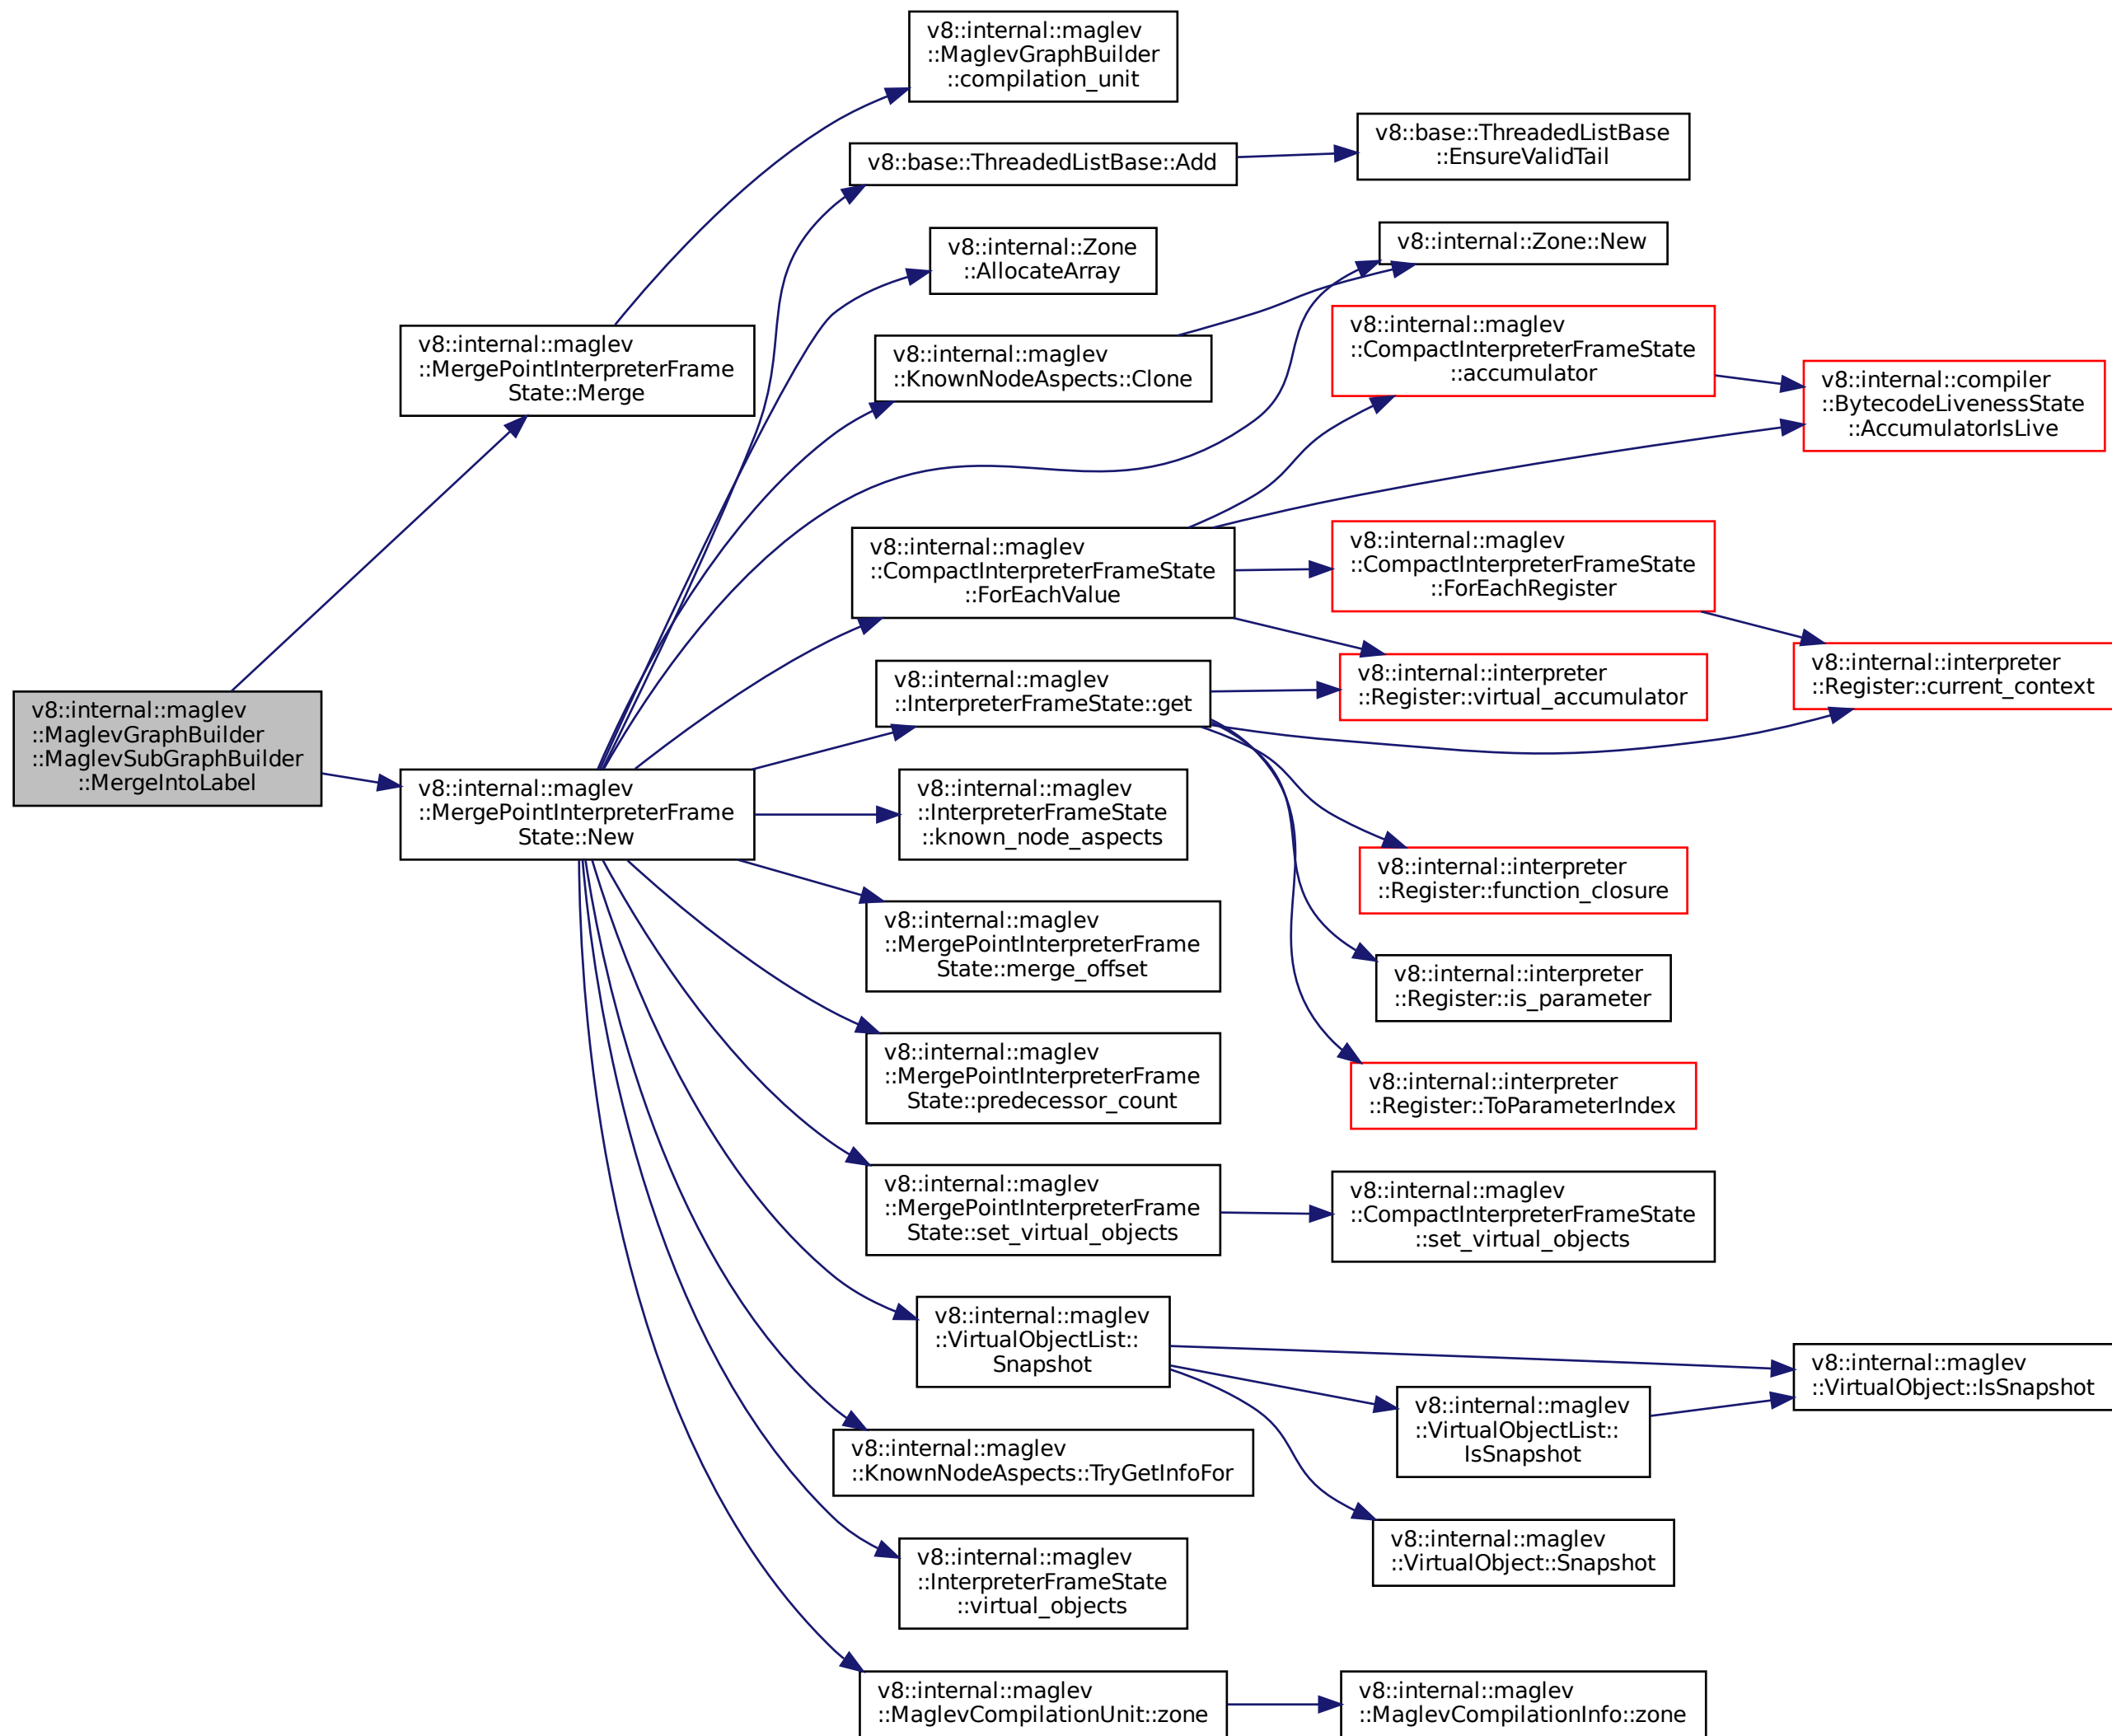 v8::internal::maglev
::MaglevGraphBuilder
::MaglevSubGraphBuilder
::MergeIntoLabel
v8::internal::maglev
::MergePointInterpreterFrame
State::Merge
v8::internal::maglev
::MergePointInterpreterFrame
State::New
v8::internal::maglev
::MaglevGraphBuilder
::compilation_unit
v8::base::ThreadedListBase::Add
v8::internal::Zone
::AllocateArray
v8::internal::maglev
::KnownNodeAspects::Clone
v8::internal::maglev
::CompactInterpreterFrameState
::ForEachValue
v8::internal::maglev
::InterpreterFrameState::get
v8::internal::maglev
::InterpreterFrameState
::known_node_aspects
v8::internal::maglev
::MergePointInterpreterFrame
State::merge_offset
v8::internal::maglev
::MergePointInterpreterFrame
State::predecessor_count
v8::internal::maglev
::MergePointInterpreterFrame
State::set_virtual_objects
v8::internal::maglev
::VirtualObjectList::
Snapshot
v8::internal::maglev
::KnownNodeAspects::TryGetInfoFor
v8::internal::maglev
::InterpreterFrameState
::virtual_objects
v8::internal::maglev
::MaglevCompilationUnit::zone
v8::base::ThreadedListBase
::EnsureValidTail
v8::internal::Zone::New
v8::internal::maglev
::CompactInterpreterFrameState
::accumulator
v8::internal::maglev
::CompactInterpreterFrameState
::ForEachRegister
v8::internal::interpreter
::Register::virtual_accumulator
v8::internal::interpreter
::Register::function_closure
v8::internal::interpreter
::Register::is_parameter
v8::internal::interpreter
::Register::ToParameterIndex
v8::internal::maglev
::CompactInterpreterFrameState
::set_virtual_objects
v8::internal::maglev
::VirtualObjectList::
IsSnapshot
v8::internal::maglev
::VirtualObject::Snapshot
v8::internal::maglev
::MaglevCompilationInfo::zone
v8::internal::compiler
::BytecodeLivenessState
::AccumulatorIsLive
v8::internal::interpreter
::Register::current_context
v8::internal::maglev
::VirtualObject::IsSnapshot